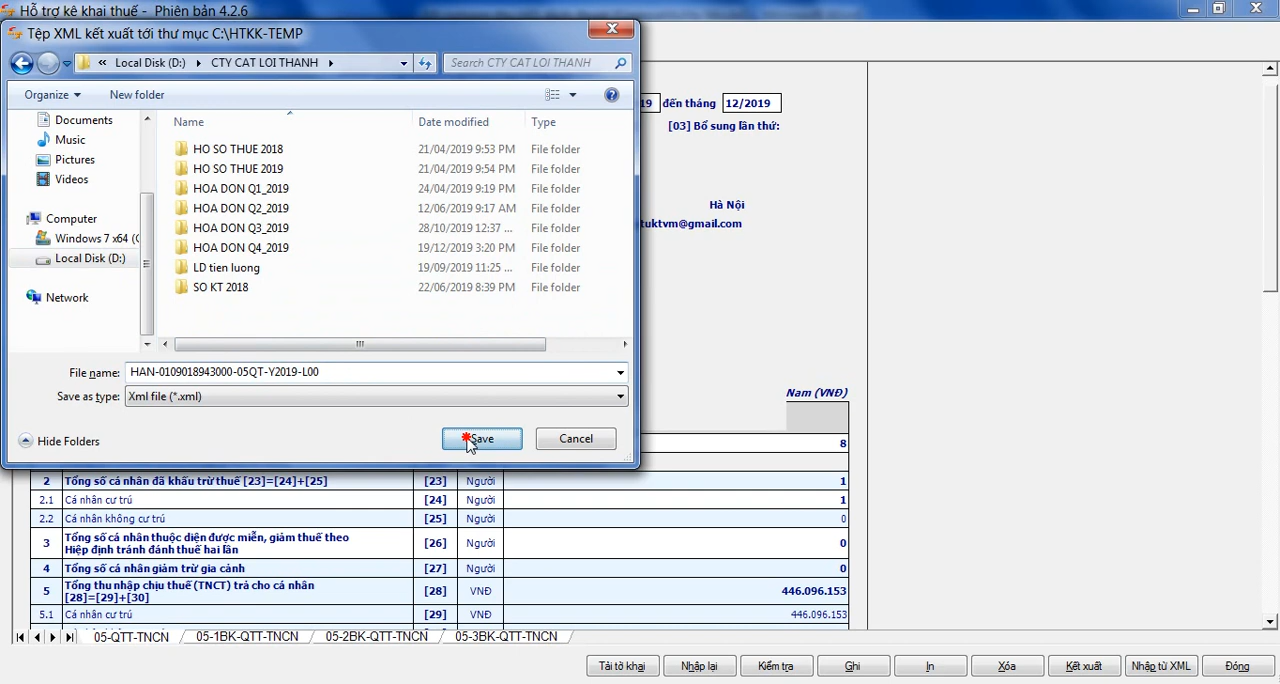 Hỗ trợ kê khai thuế - Phiên bản 4.2.6
Tệp XML kết xuất tới thư mục C:\HTKK-TEMP
« Local Disk (D:) CTY CAT LOI THANH
Search CTY CAT LOI THANH
Organize New folder
Name Date modified Type
Documents
Music
Pictures
Videos
Computer
Windows 7 x64 (C
Local Disk (D:)
Network
HO SO THUE 2018 21/04/2019 9:53 PM File folder
HO SO THUE 2019 21/04/2019 9:54 PM File folder
HOA DON Q1_2019 24/04/2019 9:19 PM File folder
HOA DON Q2_2019 12/06/2019 9:17 AM File folder
HOA DON Q3_2019 28/10/2019 12:37 ... File folder
HOA DON Q4_2019 19/12/2019 3:20 PM File folder
LD tien luong 19/09/2019 11:25 ... File folder
SO KT 2018 22/06/2019 8:39 PM File folder
File name: HAN-0109018943000-05QT-Y2019-L00
Save as type: Xml file (*.xml)
Hide Folders Save Cancel
19 đến tháng 12/2019
[03] Bổ sung lần thứ:
Hà Nội
tuktvm@gmail.com
Nam (VNĐ)
8
2 Tổng số cá nhân đã khấu trừ thuế [23]=[24]+[25] [23] Người 1
2.1 Cá nhân cư trú [24] Người 1
2.2 Cá nhân không cư trú [25] Người 0
3 Tổng số cá nhân thuộc diện được miễn, giảm thuế theo
Hiệp định tránh đánh thuế hai lần [26] Người 0
4 Tổng số cá nhân giảm trừ gia cảnh [27] Người 0
5 Tổng thu nhập chịu thuế (TNCT) trả cho cá nhân
[28]=[29]+[30] [28] VNĐ 446.096.153
5.1 Cá nhân cư trú [29] VNĐ 446.096.153
05-QTT-TNCN 05-1BK-QTT-TNCN 05-2BK-QTT-TNCN 05-3BK-QTT-TNCN
Tải tờ khai Nhập lại Kiểm tra Ghi In Xóa Kết xuất Nhập từ XML Đóng